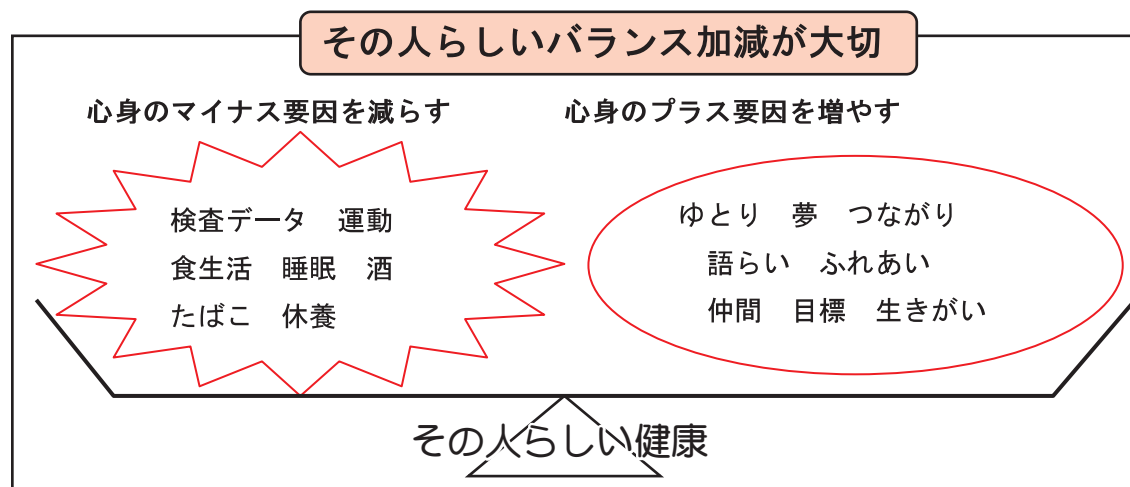 その人らしいバランス加減が大切
心身のマイナス要因を減らす
検査データ　運動
食生活　睡眠　酒
たばこ　休養
心身のプラス要因を増やす
ゆとり　夢　つながり
語らい　ふれあい
仲間　目標　生きがい
その人らしい健康